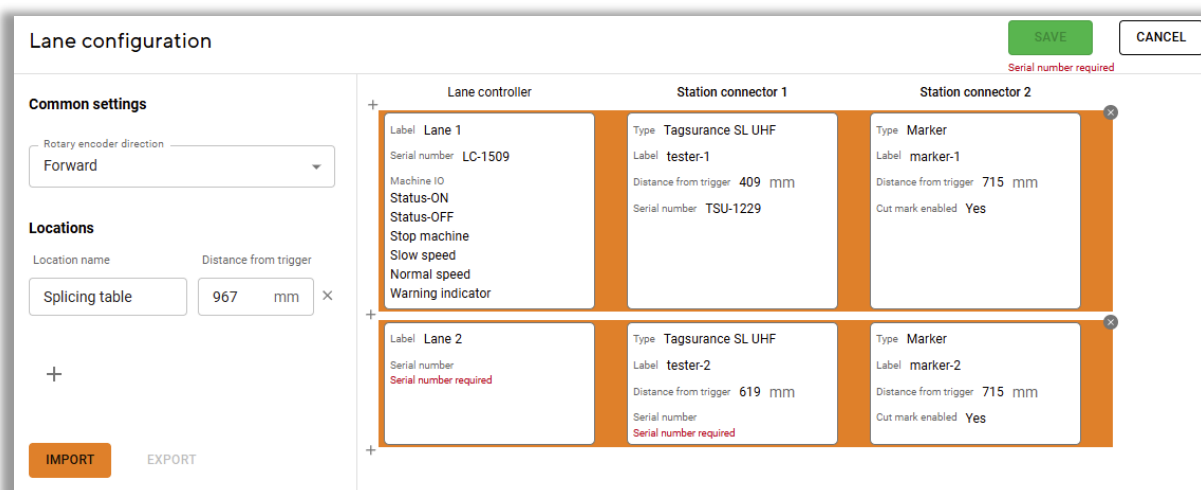 Lane configuration
SAVE
CANCEL
Serial number required
Common settings
Rotary encoder direction
Forward
Locations
Location name Distance from trigger
Splicing table 967 mm
IMPORT EXPORT
Lane controller Station connector 1 Station connector 2
Label Lane 1
Serial number LC-1509
Machine IO
Status-ON
Status-OFF
Stop machine
Slow speed
Normal speed
Warning indicator
Type Tagsurance SL UHF
Label tester-1
Distance from trigger 409 mm
Serial number TSU-1229
Type Marker
Label marker-1
Distance from trigger 715 mm
Cut mark enabled Yes
Label Lane 2
Serial number
Serial number required
Type Tagsurance SL UHF
Label tester-2
Distance from trigger 619 mm
Serial number
Serial number required
Type Marker
Label marker-2
Distance from trigger 715 mm
Cut mark enabled Yes